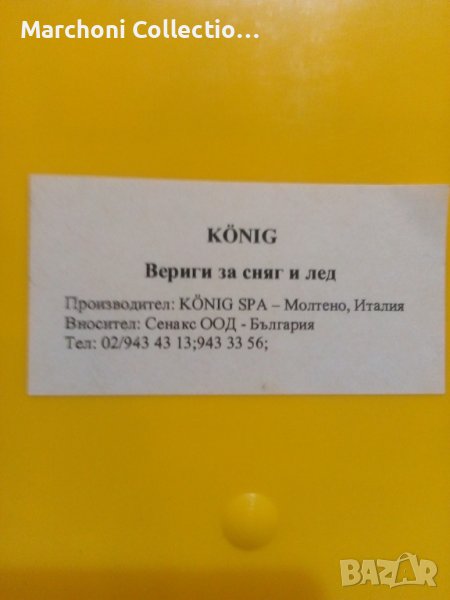 Marchoni Collectio...
KÖNIG
Вериги за сняг и лед
Производител: KÖNIG SPA – Молтено, Италия
Вносител: Сенакс ООД - България
Тел: 02/943 43 13;943 33 56;
BAZAR